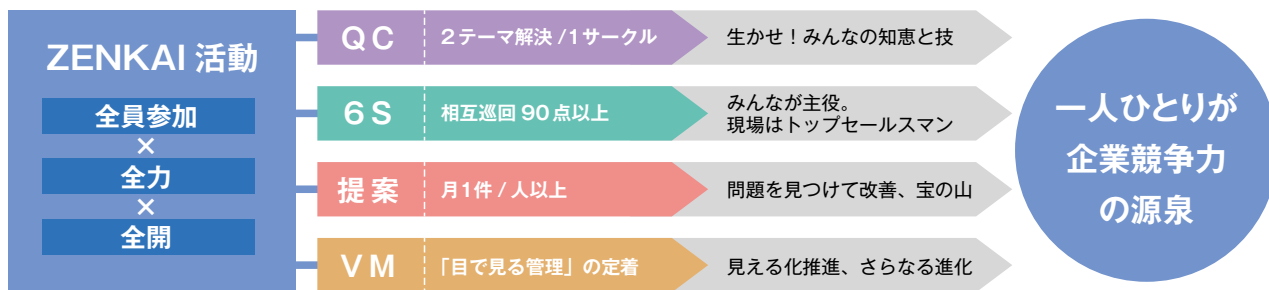 ZENKAI 活動
全員参加
×
全力
×
全開
QC
2テーマ解決 /1サークル
生かせ！みんなの知恵と技
6S
相互巡回 90点以上
みんなが主役。
現場はトップセールスマン
提案
月1件 / 人以上
問題を見つけて改善、宝の山
VM
「目で見る管理」の定着
見える化推進、さらなる進化
一人ひとりが
企業競争力
の源泉